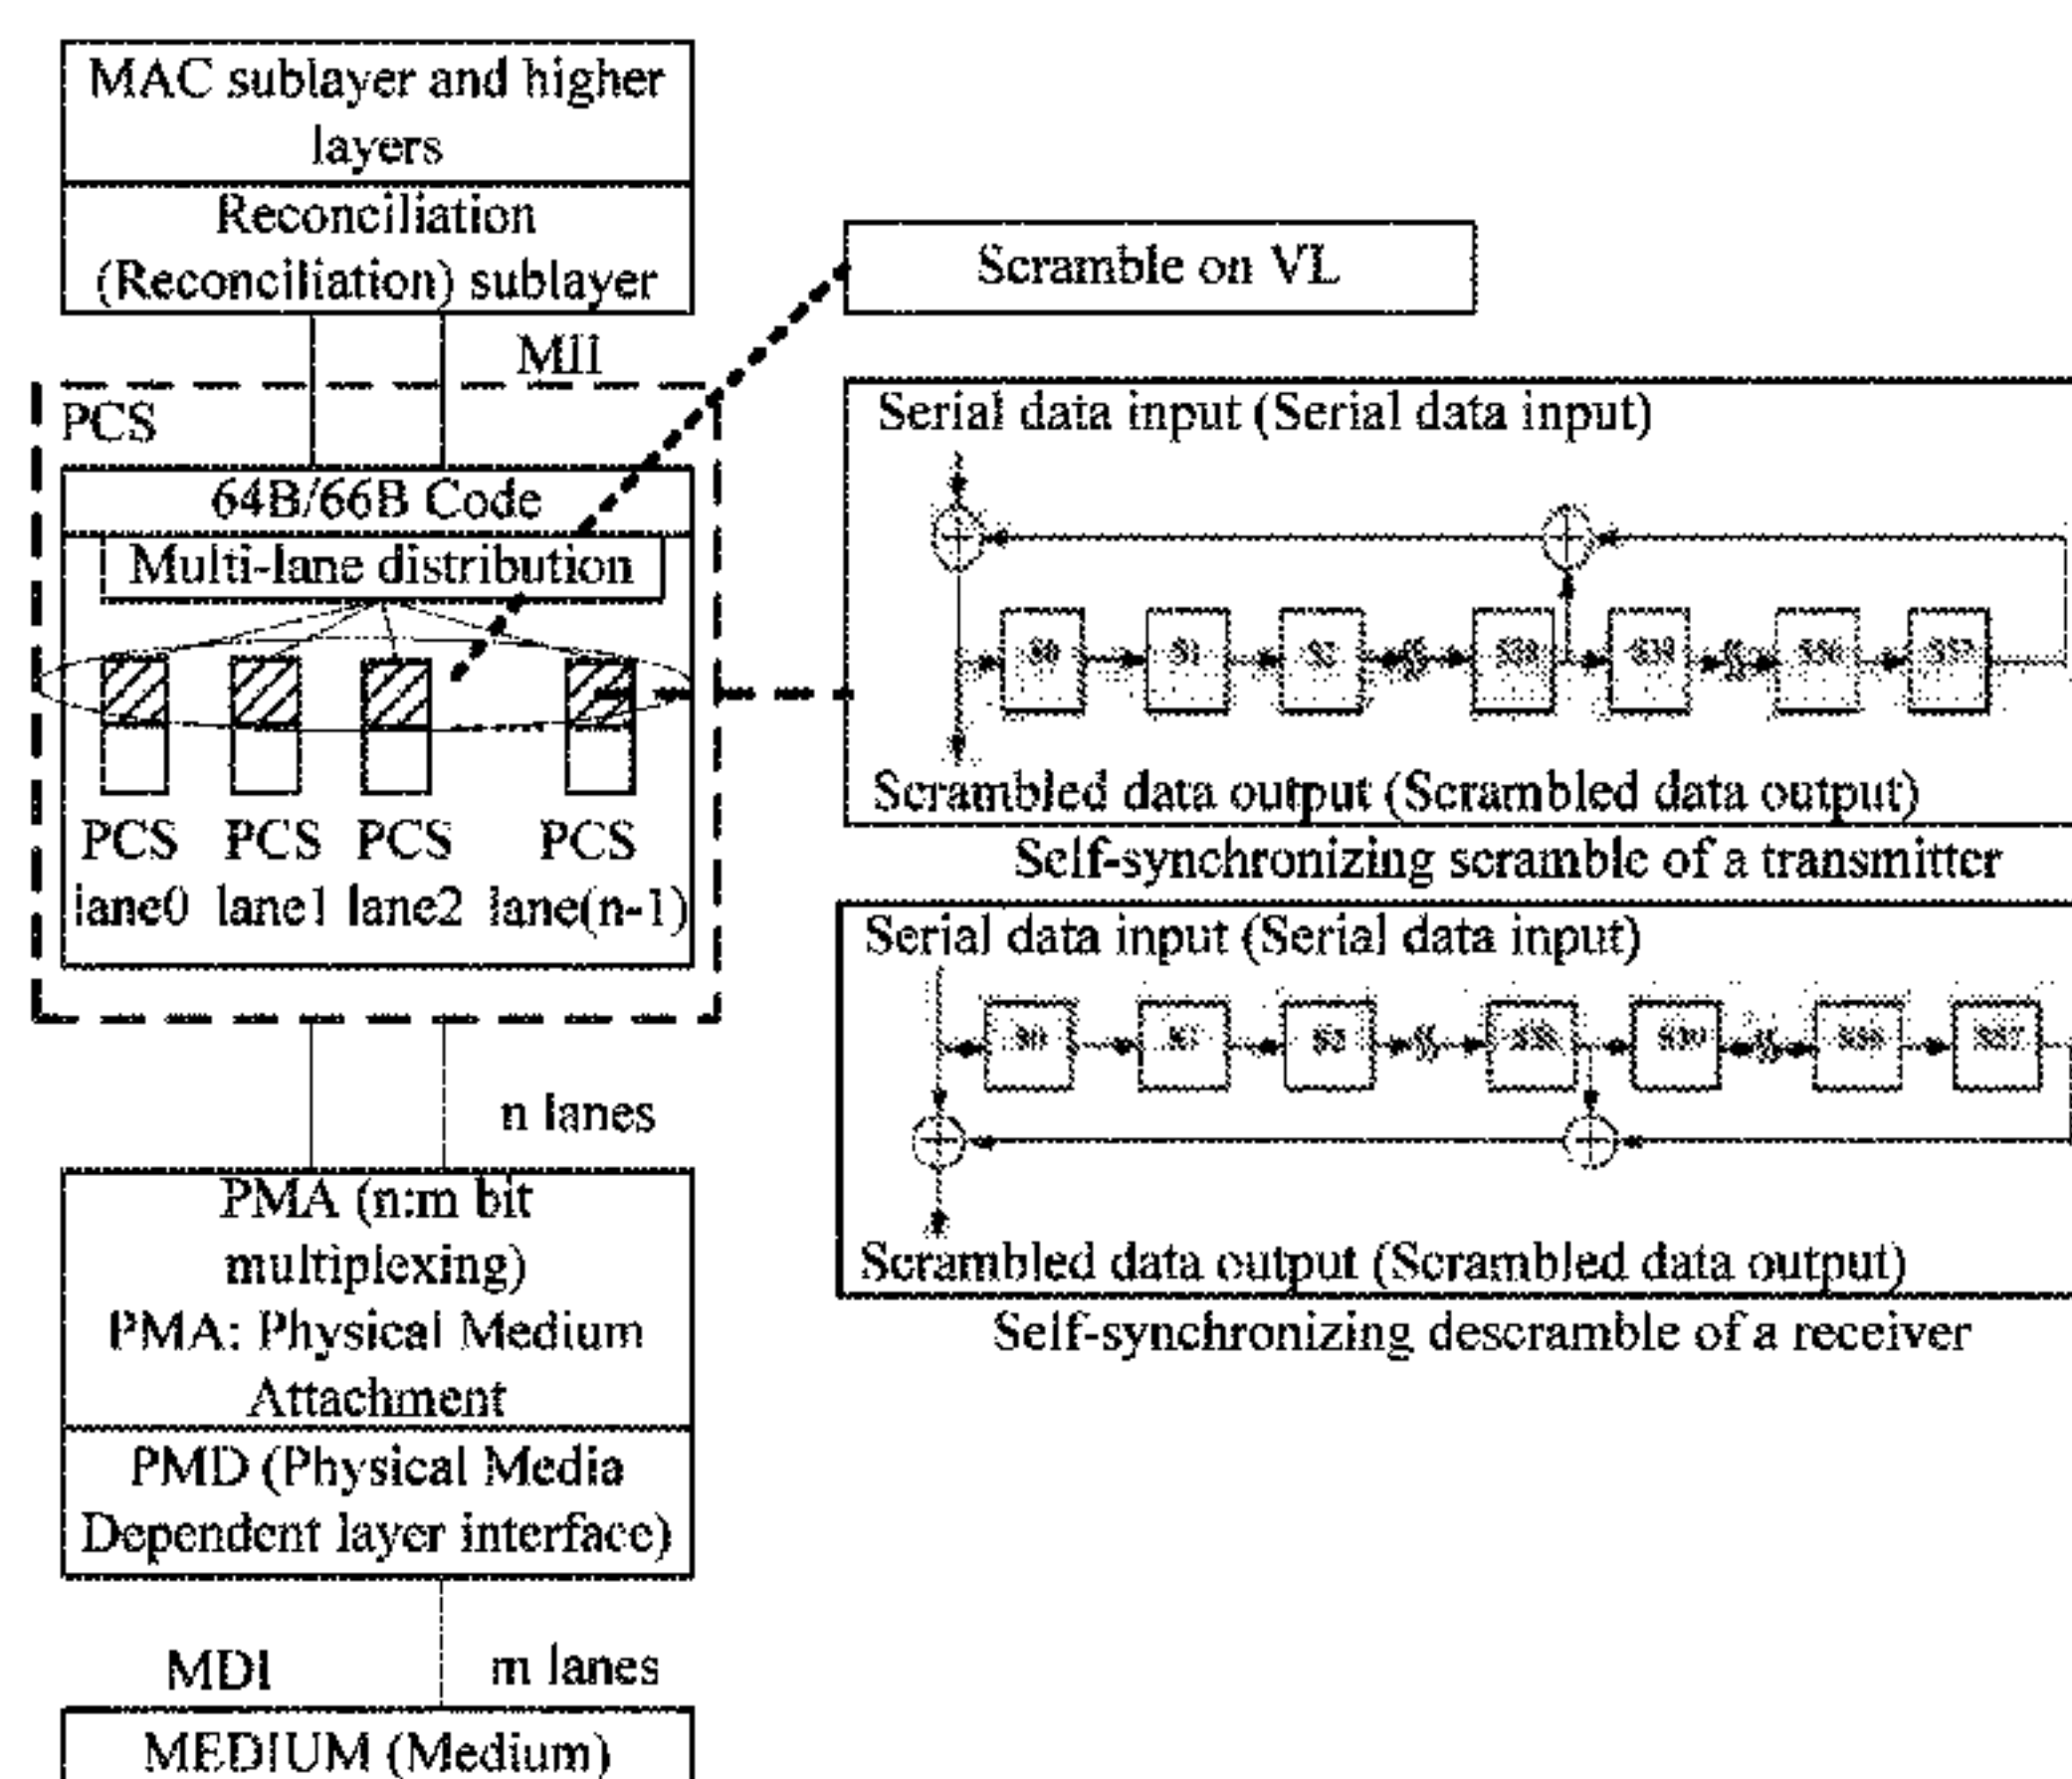 MAC sublayer and higher
layers
Reconciliation
(Reconciliation) sublayer
MII
PCS
64B/66B Code
Multi-lane distribution
PCS PCS PCS PCS
lane0 lane1 lane2 lane(n-1)
n lanes
PMA (n:m bit
multiplexing)
PMA: Physical Medium
Attachment
PMD (Physical Media
Dependent layer interface)
MDI
m lanes
MEDIUM (Medium)
Scramble on VL
Serial data input (Serial data input)
S0 S1 S2 S38 S39 S56 S57
Scrambled data output (Scrambled data output)
Self-synchronizing scramble of a transmitter
Serial data input (Serial data input)
S0 S2 S38 S57
Scrambled data output (Scrambled data output)
Self-synchronizing descramble of a receiver